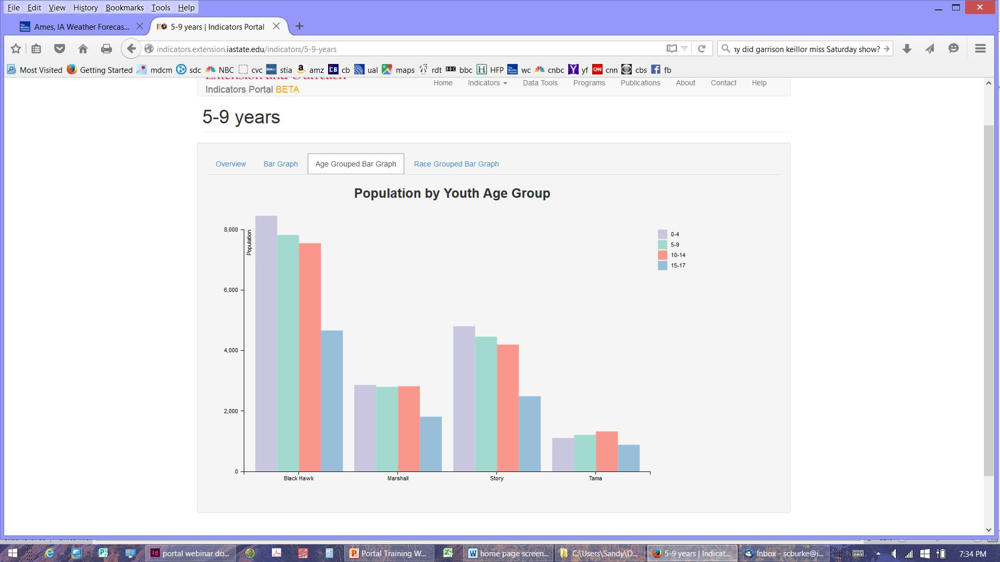 File Edit View History Bookmarks Tools Help
Ames, IA Weather Forecas... 5-9 years | Indicators Portal
indicators.extension.iastate.edu/indicators/5-9-years ny did garrison keillor miss Saturday show?
Most Visited Getting Started mdcm sdc NBC cvc stia amz cb ual maps rdt bbc HFP wc cnbc yf cnn cbs fb
Extension and Outreach
Home Indicators Data Tools Programs Publications About Contact Help
Indicators Portal BETA
5-9 years
Overview Bar Graph Age Grouped Bar Graph Race Grouped Bar Graph
Population by Youth Age Group
Population
8,000
6,000
4,000
2,000
0
0-4
5-9
10-14
15-17
Black Hawk Marshall Story Tama
portal webinar do... Portal Training W... home page screen... C:\Users\Sandy\D... 5-9 years | Indicat... Inbox - scburke@i... 7:34 PM